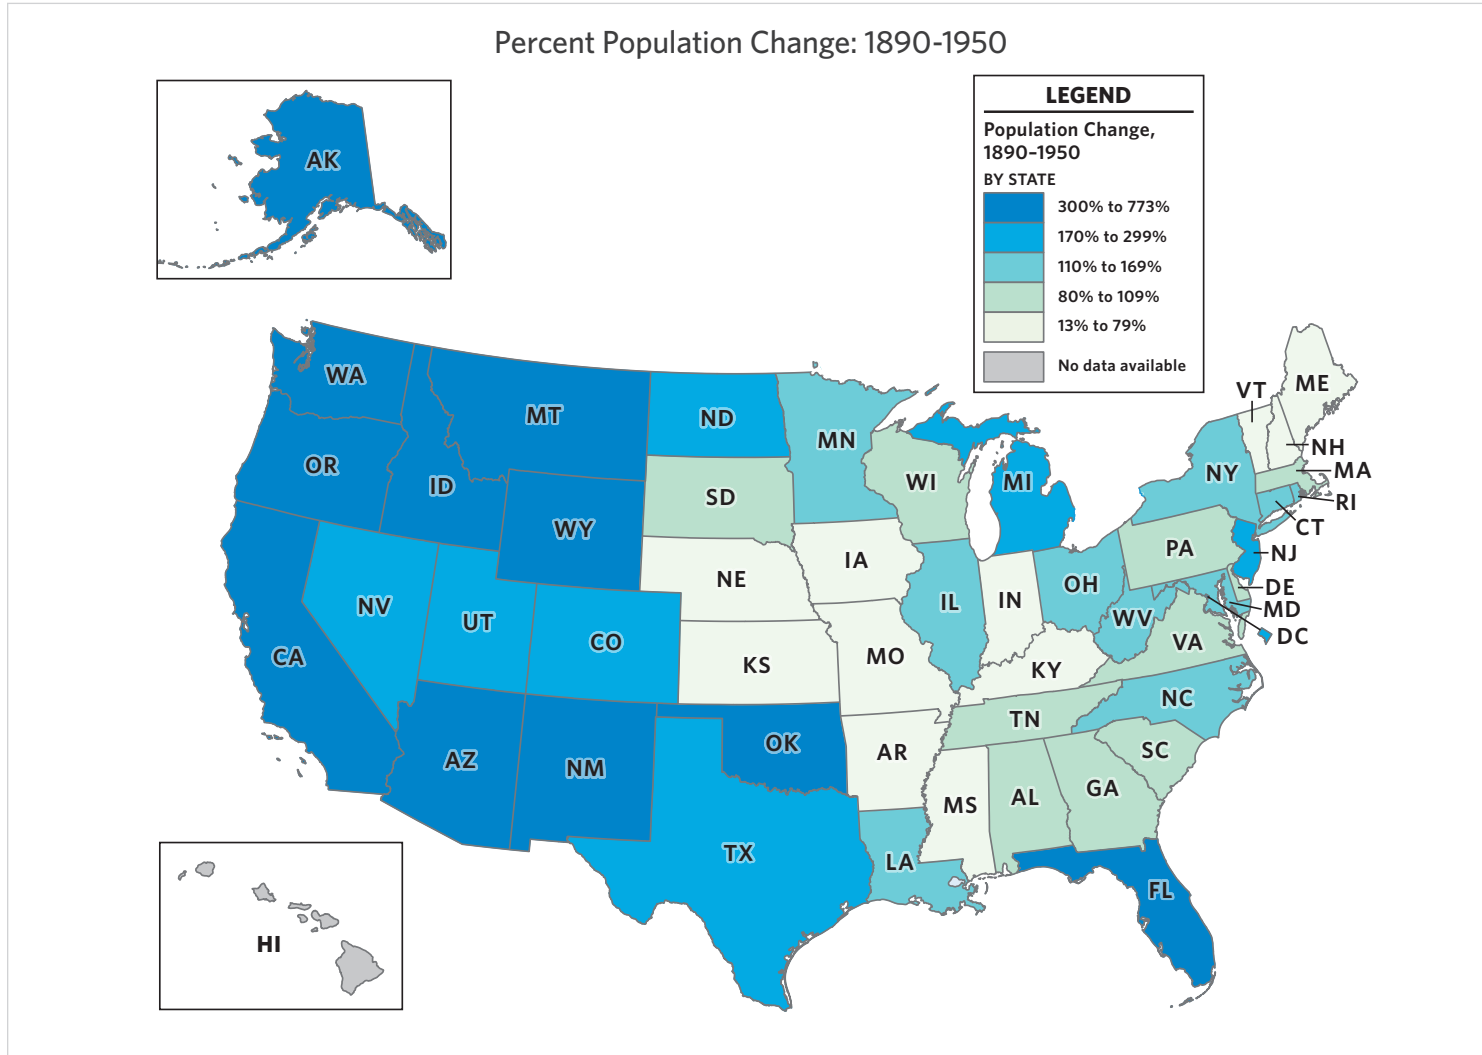 Percent Population Change: 1890-1950
LEGEND
Population Change,
1890–1950
BY STATE
300% to 773%
170% to 299%
110% to 169%
80% to 109%
13% to 79%
No data available
AK
WA
MT
ND
MN
VT
ME
OR
ID
SD
WI
MI
NY
NH
MA
RI
CT
WY
NE
IA
PA
NJ
NV
UT
CO
IL
IN
OH
WV
DE
MD
DC
CA
KS
MO
KY
VA
AZ
NM
OK
AR
TN
NC
SC
TX
LA
MS
AL
GA
FL
HI